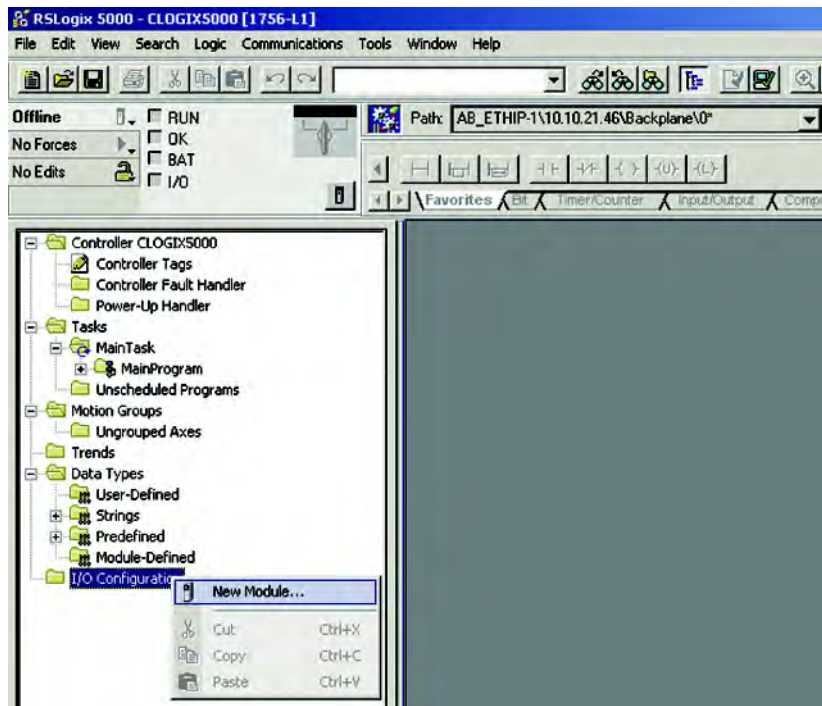 RSLogix 5000 - CLOGIX5000 [1756-L1]
File Edit View Search Logic Communications Tools Window Help
Offline RUN Path: AB_ETHIP-1\10.10.21.46\Backplane\0*
No Forces OK
No Edits BAT
I/O
Favorites Bit Timer/Counter Input/Output
Controller CLOGIX5000
Controller Tags
Controller Fault Handler
Power-Up Handler
Tasks
MainTask
MainProgram
Unscheduled Programs
Motion Groups
Ungrouped Axes
Trends
Data Types
User-Defined
Strings
Predefined
Module-Defined
I/O Configuration
New Module...
Cut Ctrl+X
Copy Ctrl+C
Paste Ctrl+V